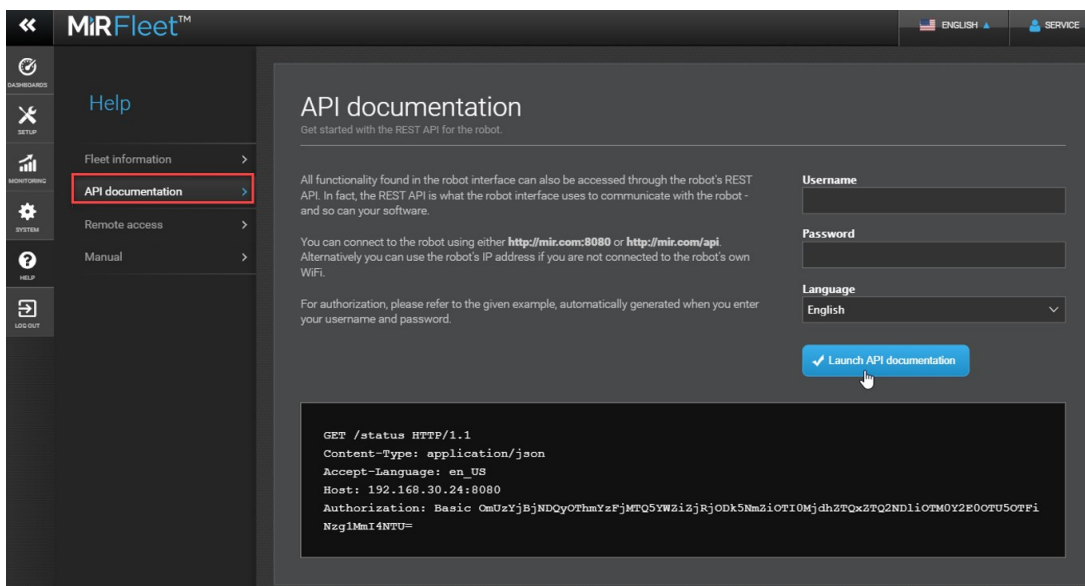 MiRFleet™
ENGLISH
SERVICE
DASHBOARDS
SETUP
MONITORING
SYSTEM
HELP
LOG OUT
Help
Fleet information
API documentation
Remote access
Manual
API documentation
Get started with the REST API for the robot.
All functionality found in the robot interface can also be accessed through the robot's REST
API. In fact, the REST API is what the robot interface uses to communicate with the robot -
and so can your software.
You can connect to the robot using either http://mir.com:8080 or http://mir.com/api.
Alternatively you can use the robot's IP address if you are not connected to the robot's own
WiFi.
For authorization, please refer to the given example, automatically generated when you enter
your username and password.
Username
Password
Language
English
Launch API documentation
GET /status HTTP/1.1
Content-Type: application/json
Accept-Language: en_US
Host: 192.168.30.24:8080
Authorization: Basic OmUzYjBjNDQyOThmYzFjMTQ5YWZiZjRjODk5NmZiOTI0MjdhZTQxZTQ2NDliOTM0Y2E0OTU5OTFi
Nzg1MmI4NTU=